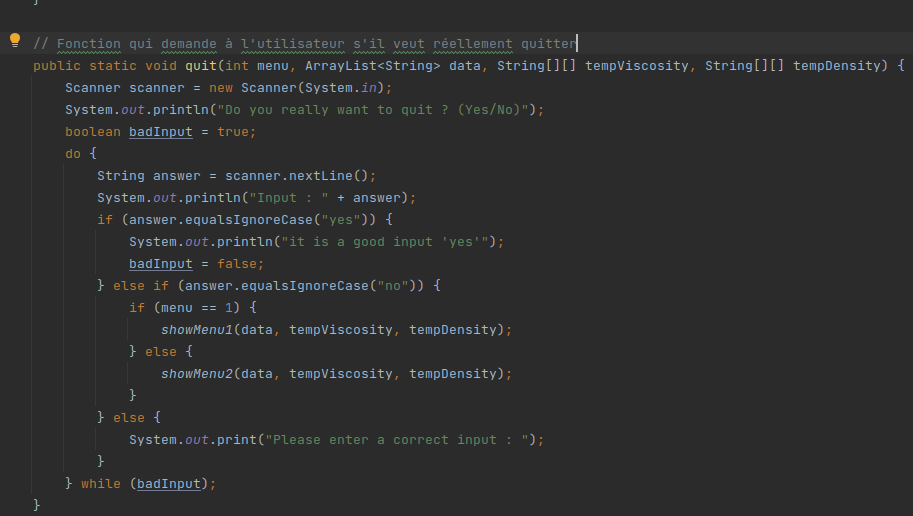 }
// Fonction qui demande à l'utilisateur s'il veut réellement quitter
public static void quit(int menu, ArrayList<String> data, String[][] tempViscosity, String[][] tempDensity) {
Scanner scanner = new Scanner(System.in);
System.out.println("Do you really want to quit ? (Yes/No)");
boolean badInput = true;
do {
String answer = scanner.nextLine();
System.out.println("Input : " + answer);
if (answer.equalsIgnoreCase("yes")) {
System.out.println("it is a good input 'yes'");
badInput = false;
} else if (answer.equalsIgnoreCase("no")) {
if (menu == 1) {
showMenu1(data, tempViscosity, tempDensity);
} else {
showMenu2(data, tempViscosity, tempDensity);
}
} else {
System.out.print("Please enter a correct input : ");
}
} while (badInput);
}